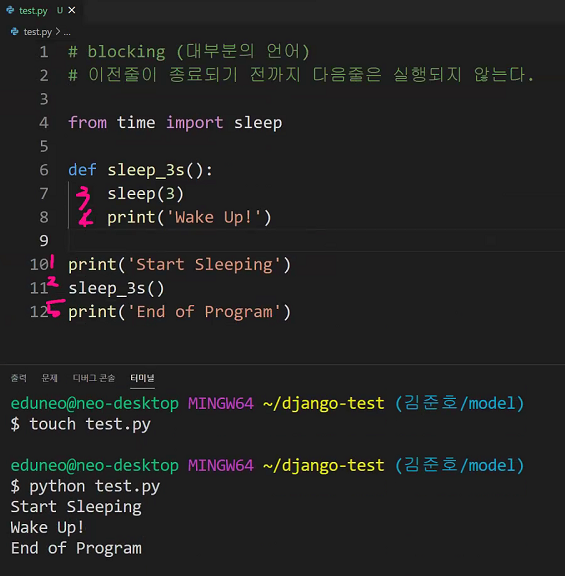 test.py U
test.py > ...
1 # blocking (대부분의 언어)
2 # 이전줄이 종료되기 전까지 다음줄은 실행되지 않는다.
3
4 from time import sleep
5
6 def sleep_3s():
7 3 sleep(3)
8 4 print('Wake Up!')
9
10 1 print('Start Sleeping')
11 2 sleep_3s()
12 5 print('End of Program')
출력 문제 디버그 콘솔 터미널
eduneo@neo-desktop MINGW64 ~/django-test (김준호/model)
$ touch test.py
eduneo@neo-desktop MINGW64 ~/django-test (김준호/model)
$ python test.py
Start Sleeping
Wake Up!
End of Program